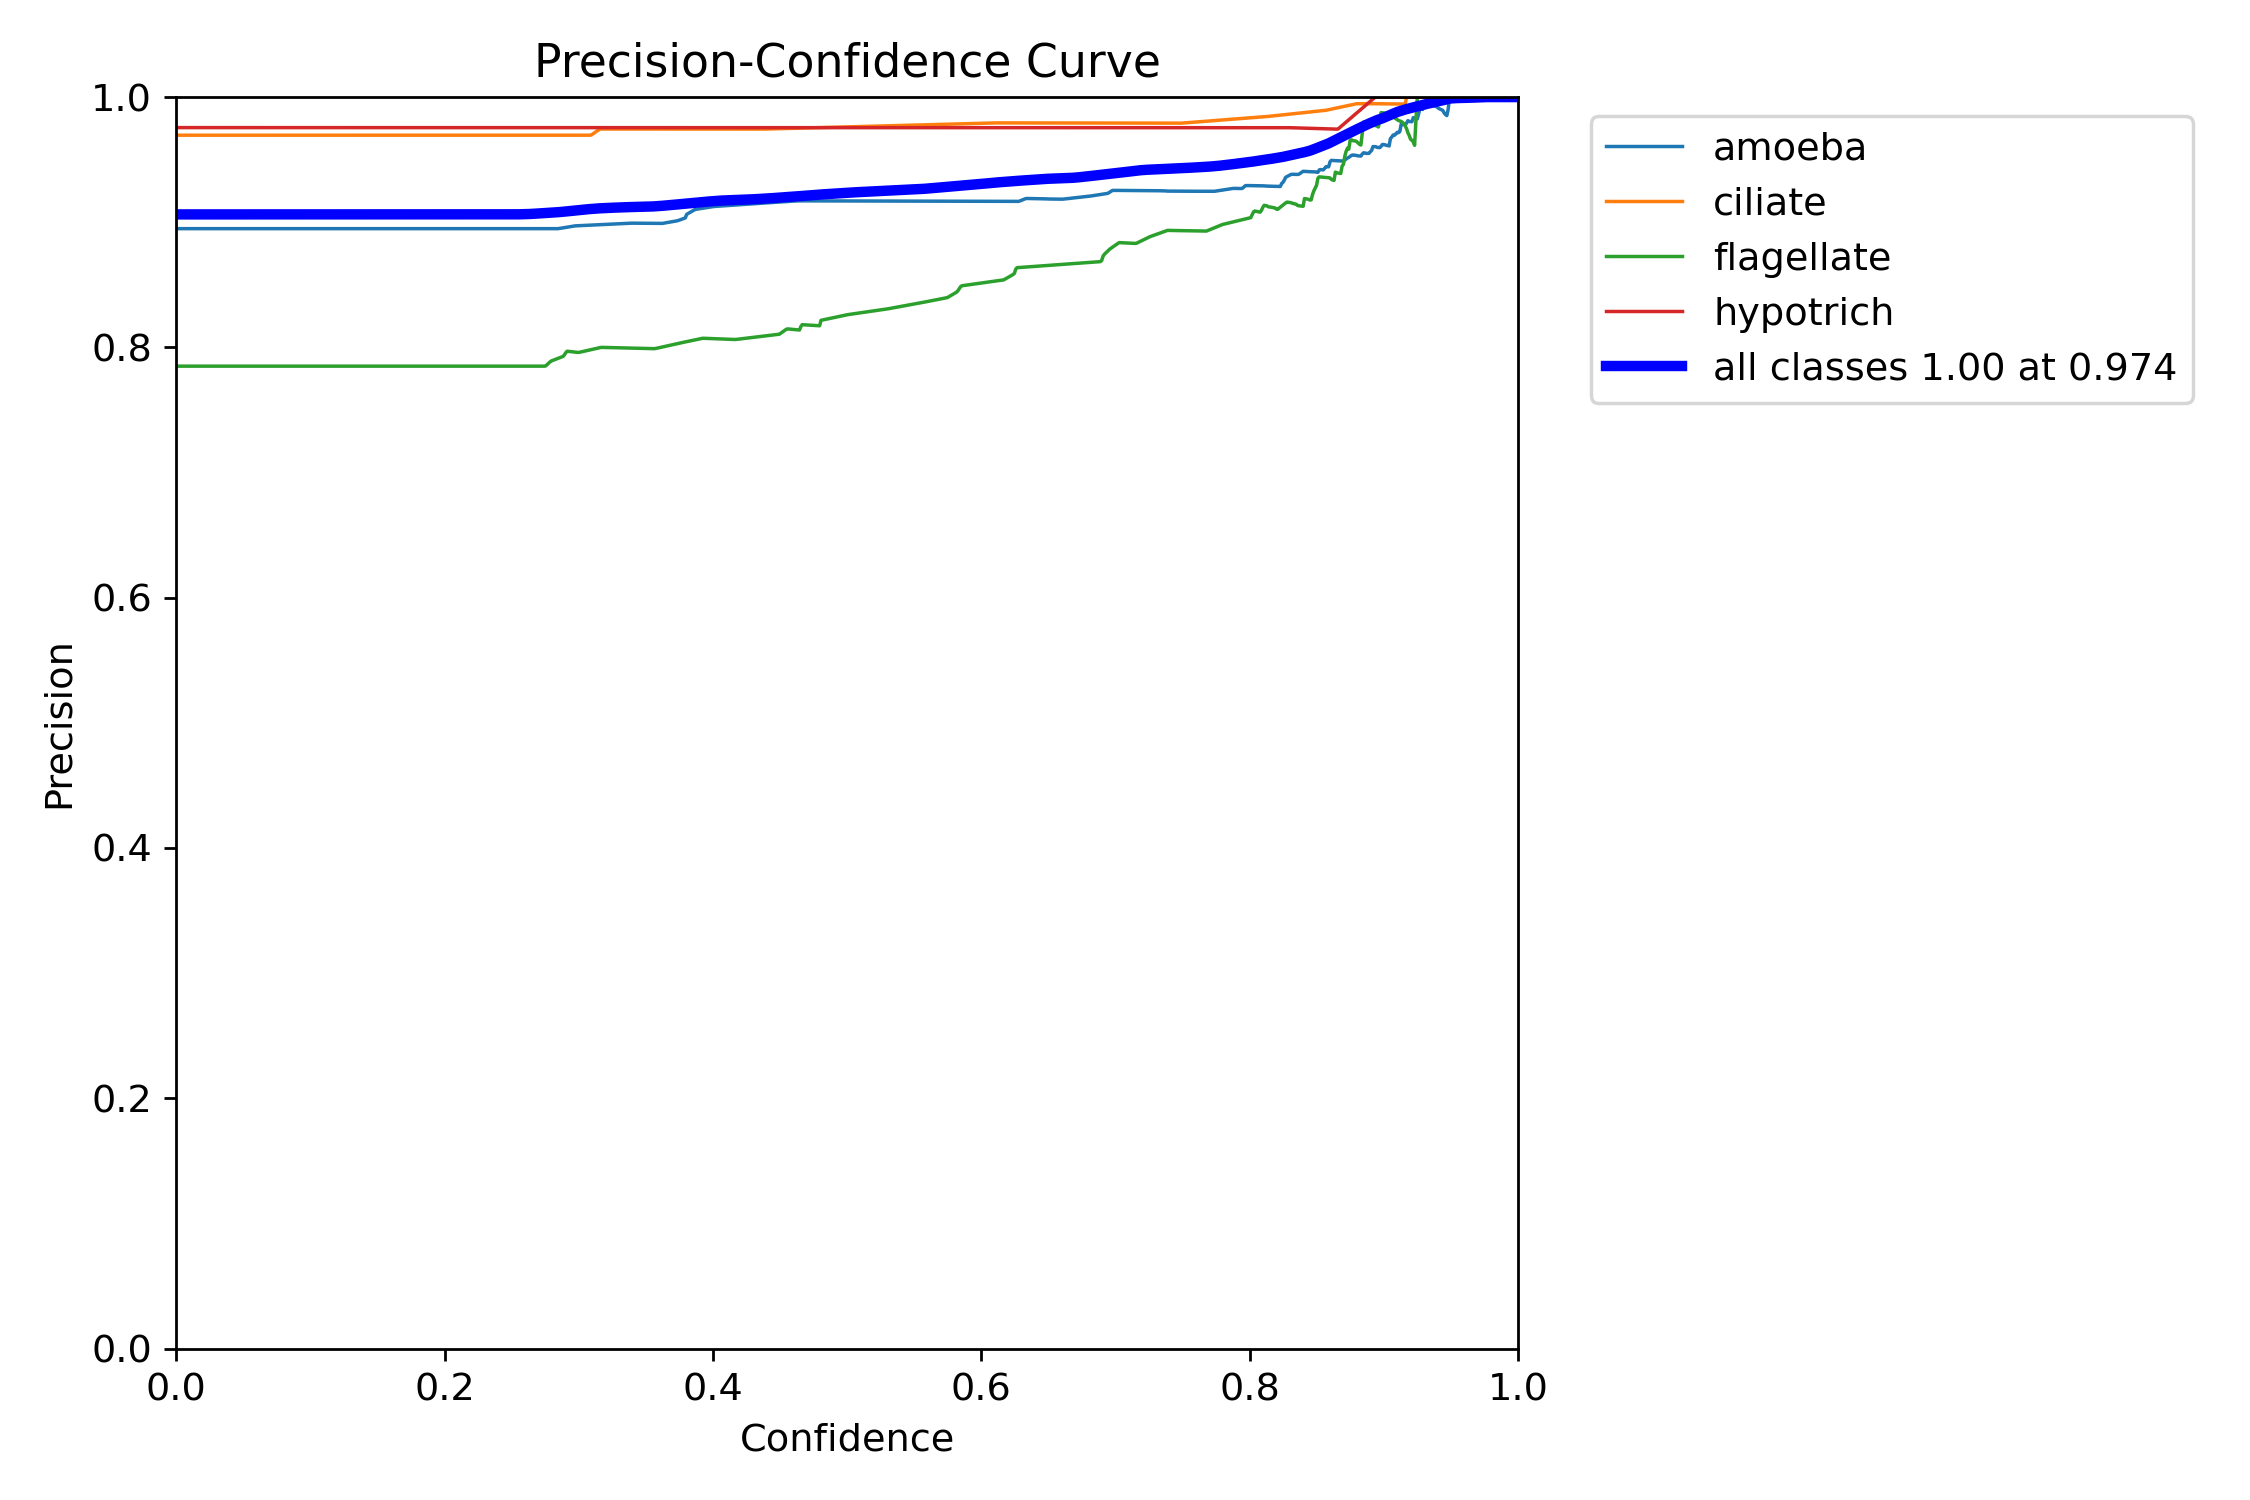 Precision-Confidence Curve
1.0
0.8
0.6
0.4
0.2
0.0
Precision
0.0 0.2 0.4 0.6 0.8 1.0
Confidence
amoeba
ciliate
flagellate
hypotrich
all classes 1.00 at 0.974